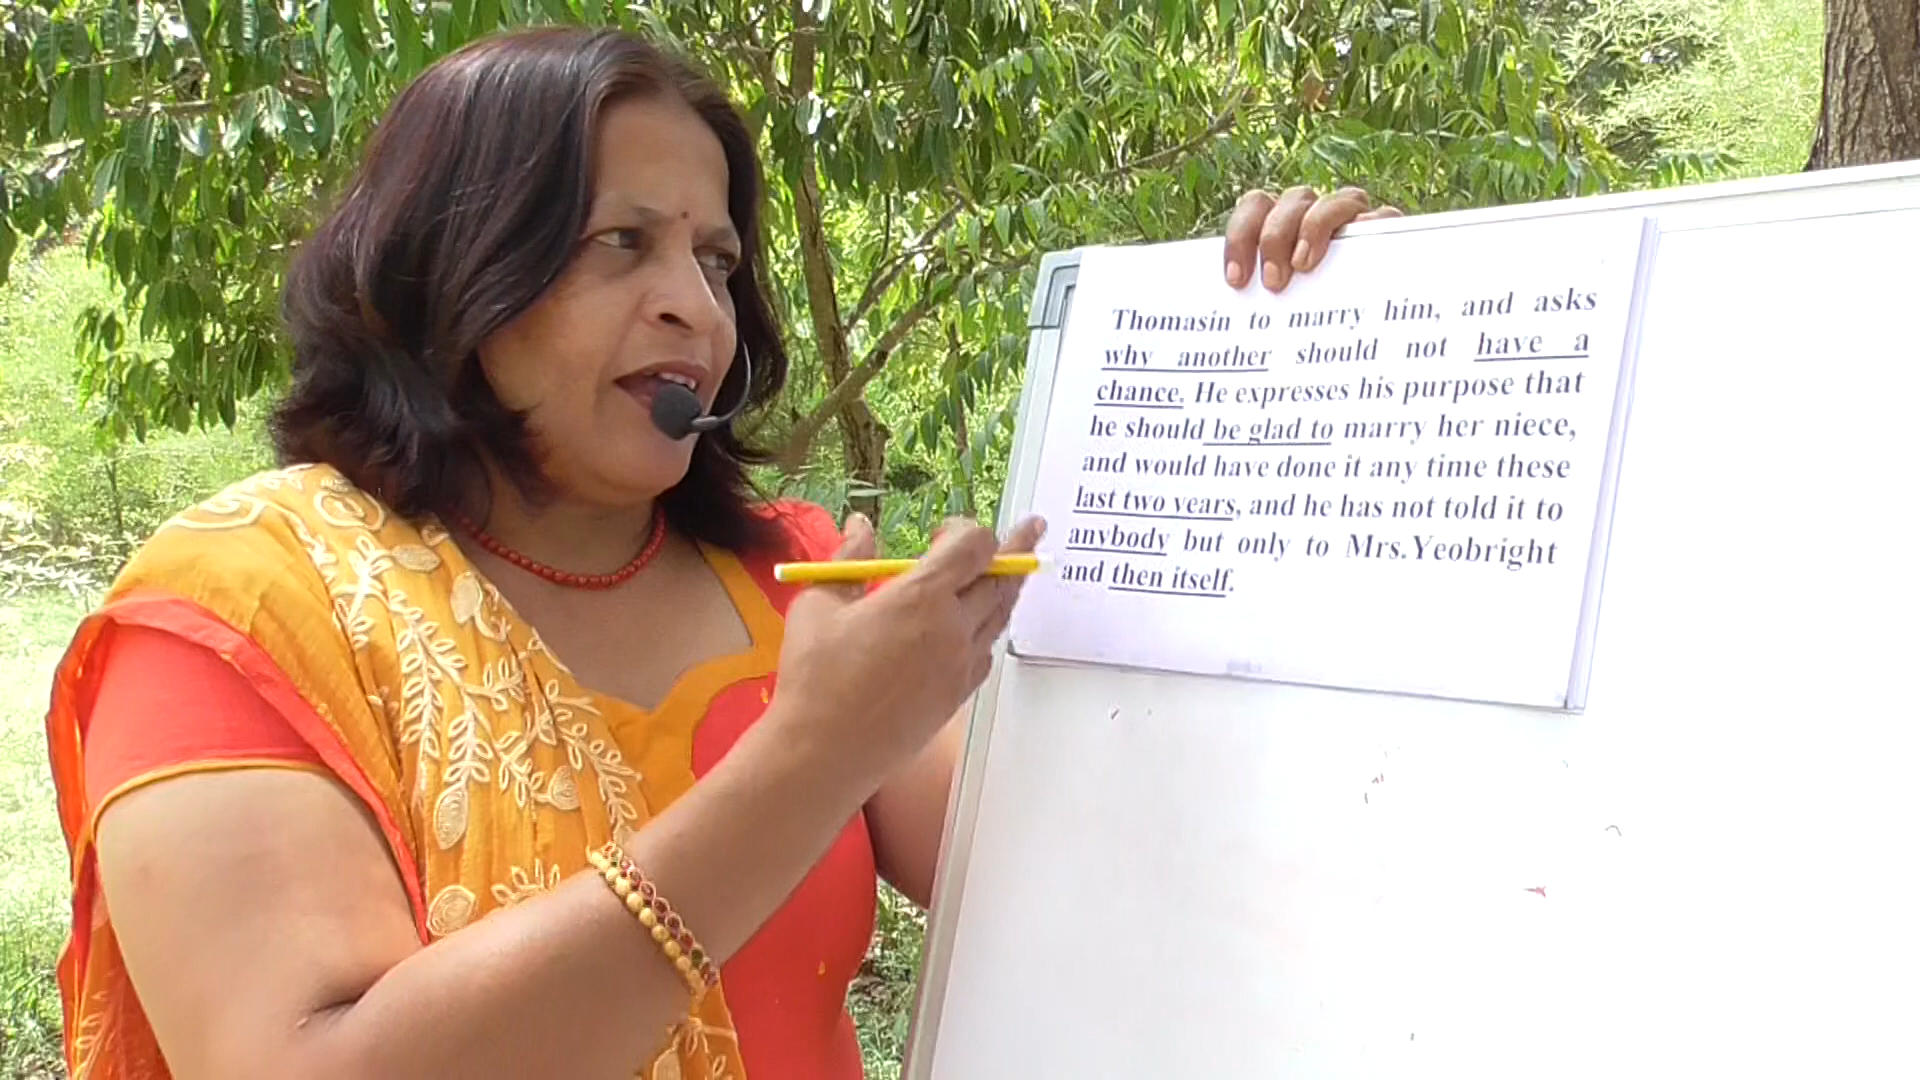 Thomasin to marry him, and asks
why another should not have a
chance. He expresses his purpose that
he should be glad to marry her niece,
and would have done it any time these
last two years, and he has not told it to
anybody but only to Mrs.Yeobright
and then itself.